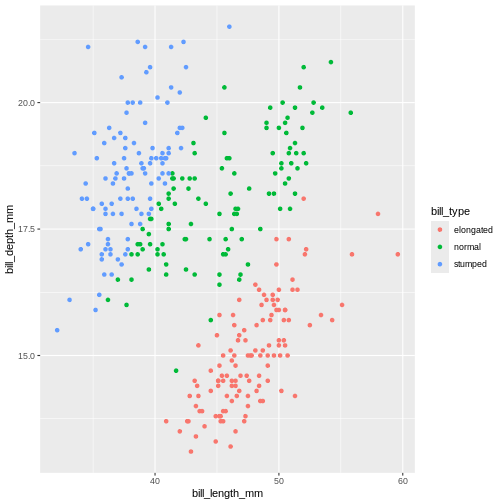 20.0
17.5
15.0
40
50
60
bill_length_mm
bill_depth_mm
bill_type
elongated
normal
stumped